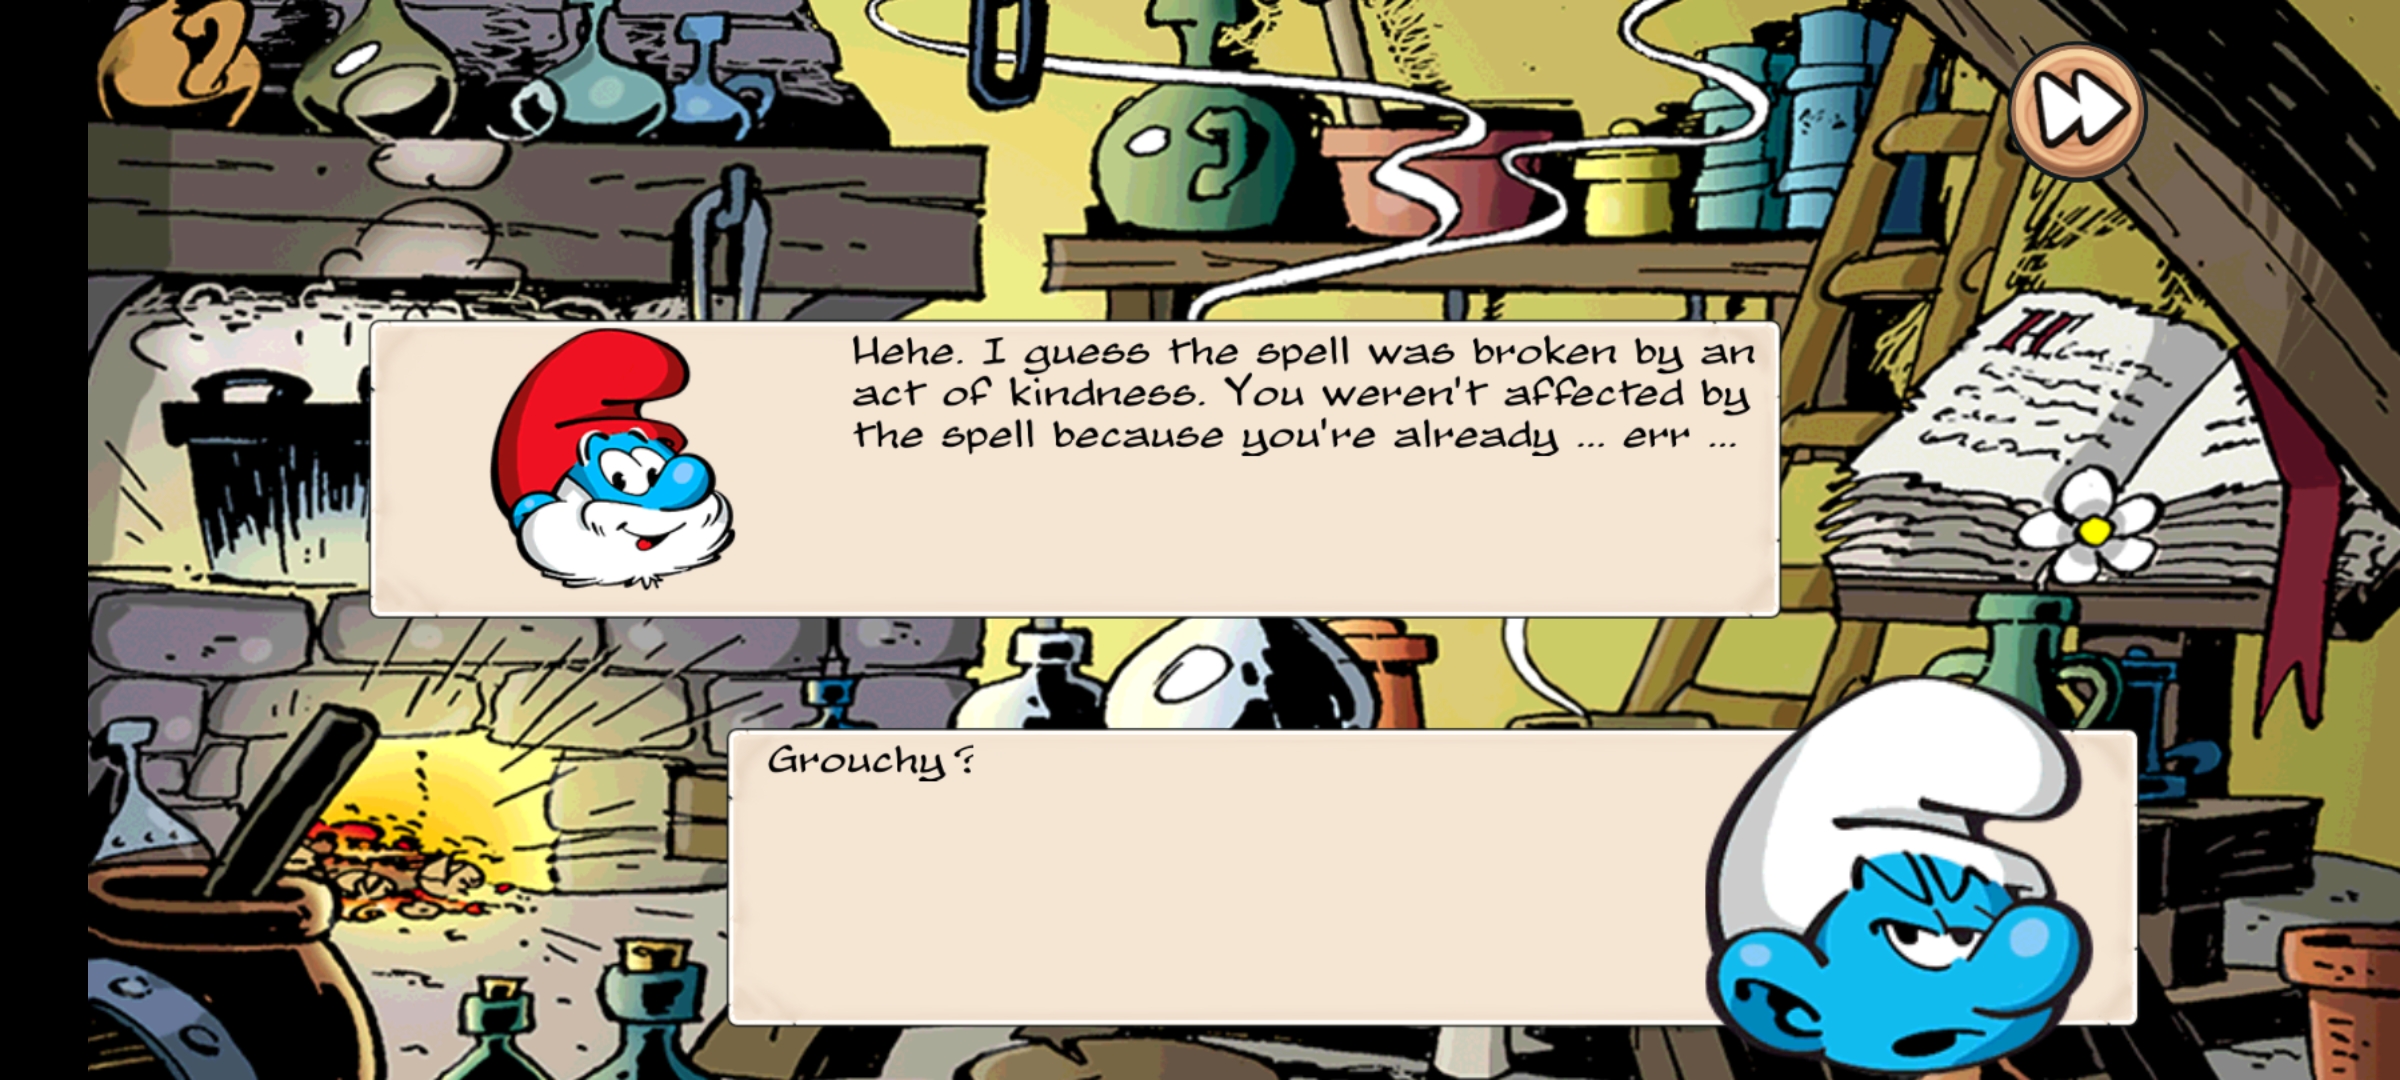 Hehe. I guess the spell was broken by an
act of kindness. You weren't affected by
the spell because you're already ... err ...
Grouchy?